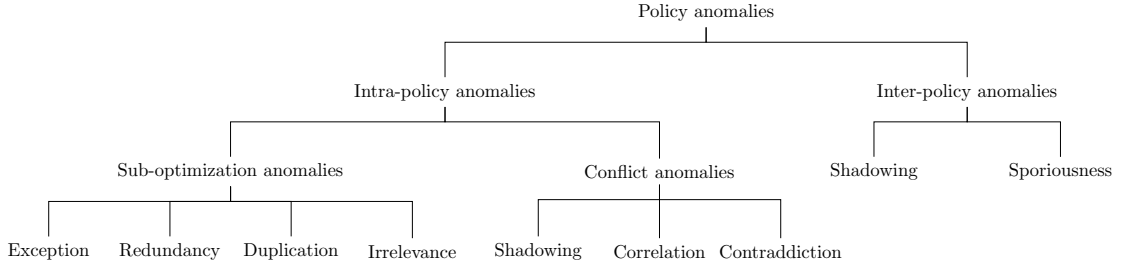 Policy anomalies
Intra-policy anomalies
Inter-policy anomalies
Sub-optimization anomalies
Conflict anomalies
Shadowing
Sporiousness
Exception
Redundancy
Duplication
Irrelevance
Shadowing
Correlation
Contraddiction